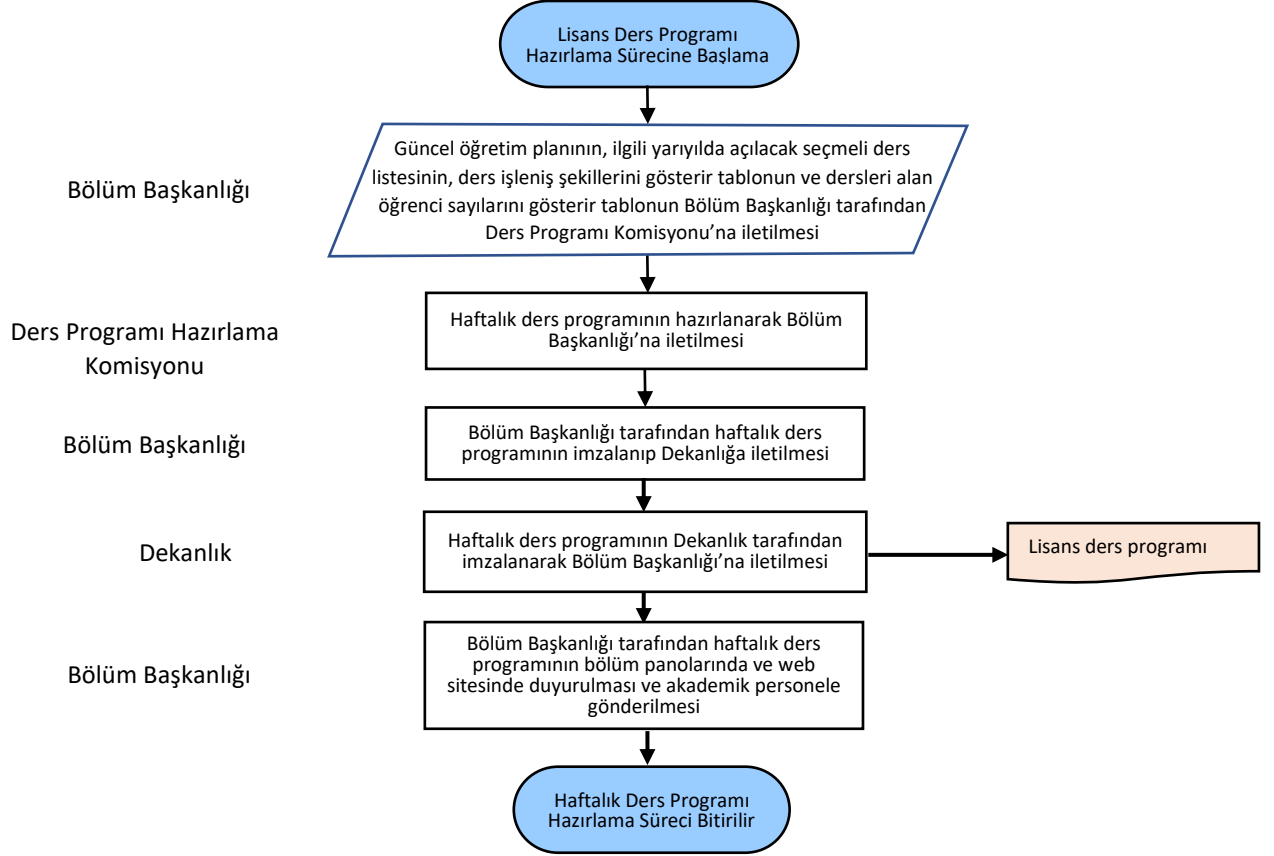 Lisans Ders Programı
Hazırlama Sürecine Başlama
Bölüm Başkanlığı
Güncel öğretim planının, ilgili yarıyılda açılacak seçmeli ders
listesinin, ders işleniş şekillerini gösterir tablonun ve dersleri alan
öğrenci sayılarını gösterir tablonun Bölüm Başkanlığı tarafından
Ders Programı Komisyonu’na iletilmesi
Ders Programı Hazırlama
Komisyonu
Haftalık ders programının hazırlanarak Bölüm
Başkanlığı’na iletilmesi
Bölüm Başkanlığı
Bölüm Başkanlığı tarafından haftalık ders
programının imzalanıp Dekanlığa iletilmesi
Dekanlık
Haftalık ders programının Dekanlık tarafından
imzalanarak Bölüm Başkanlığı’na iletilmesi
Lisans ders programı
Bölüm Başkanlığı
Bölüm Başkanlığı tarafından haftalık ders
programının bölüm panolarında ve web
sitesinde duyurulması ve akademik personele
gönderilmesi
Haftalık Ders Programı
Hazırlama Süreci Bitirilir